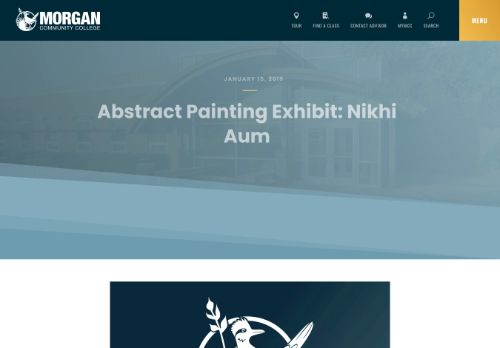 MORGAN
COMMUNITY COLLEGE
TOUR
FIND A CLASS
CONTACT ADVISOR
MYMCC
SEARCH
MENU
JANUARY 15, 2015
Abstract Painting Exhibit: Nikhi
Aum